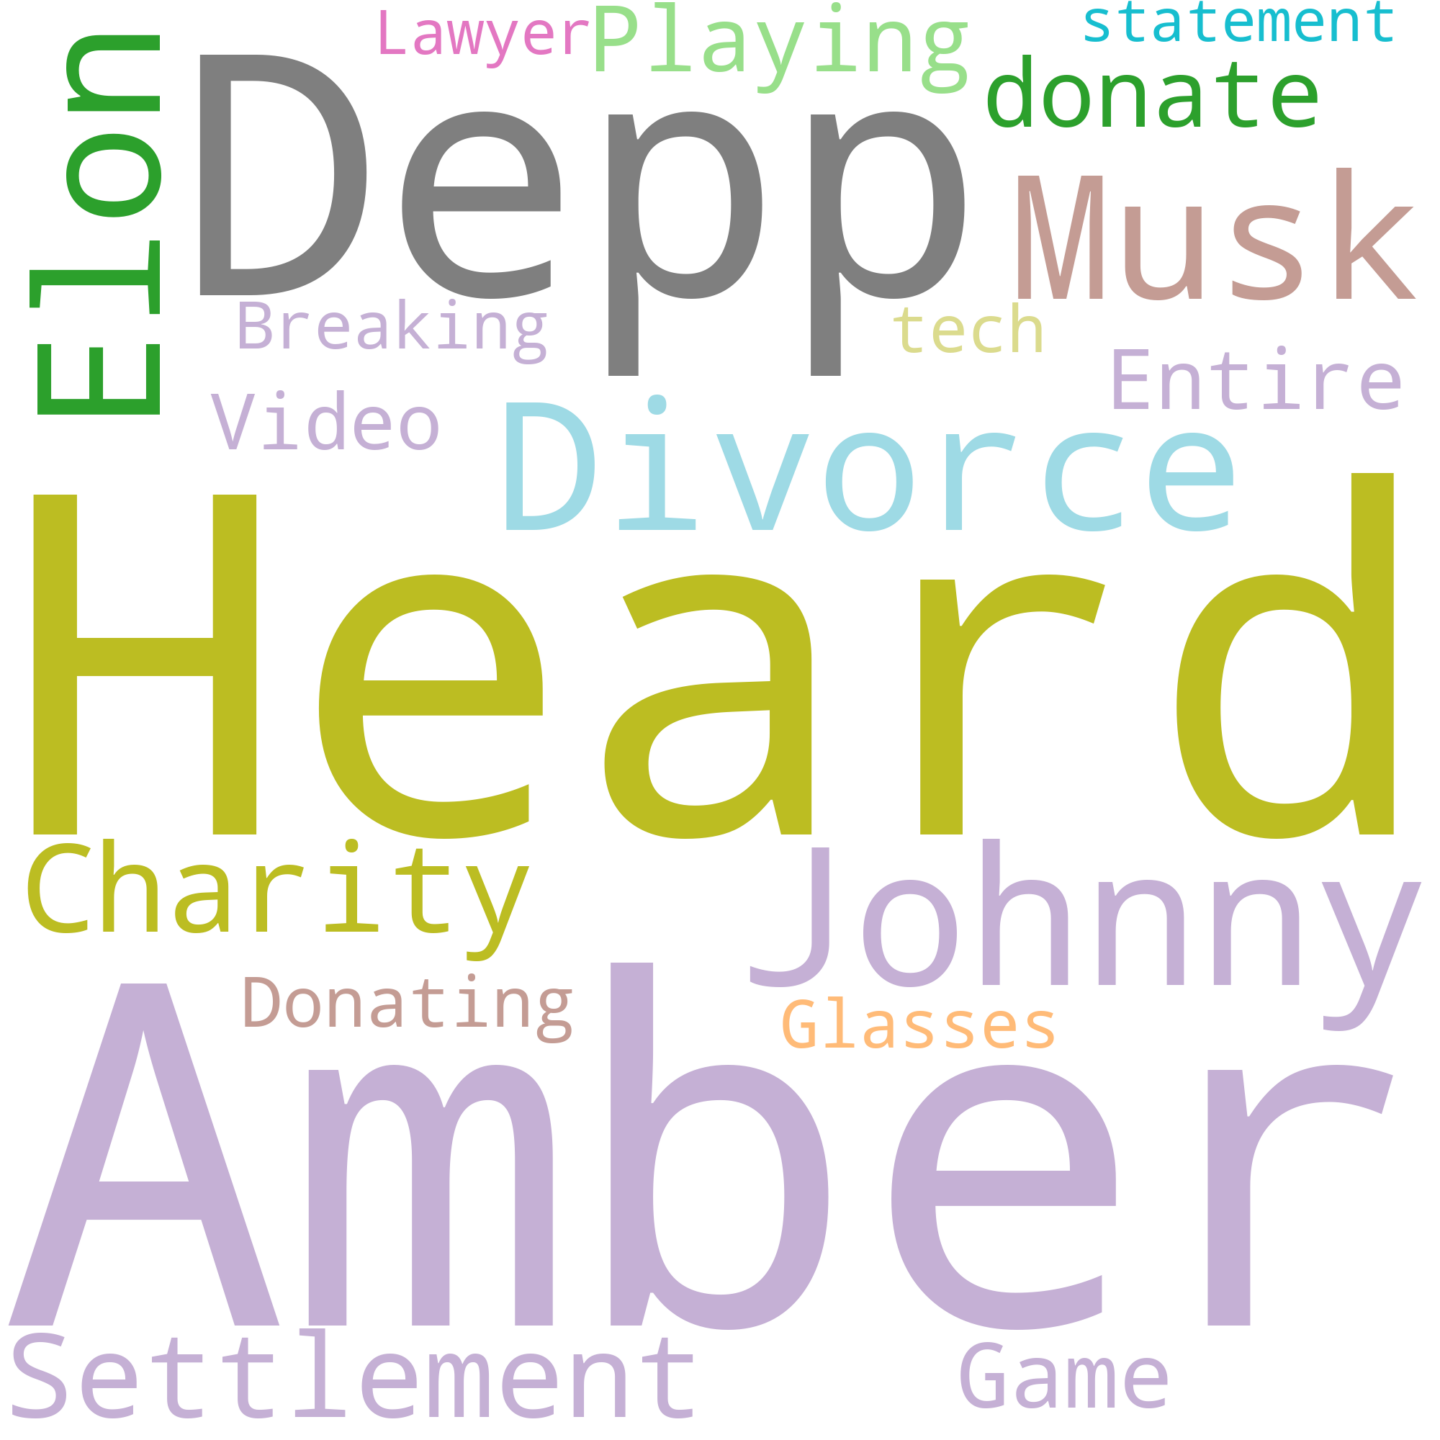 Lawyer
Playing
statement
Elon
Depp
donate
Musk
Breaking
tech
Entire
Video
Divorce
Heard
Charity
Johnny
Donating
Glasses
Amber
Settlement
Game